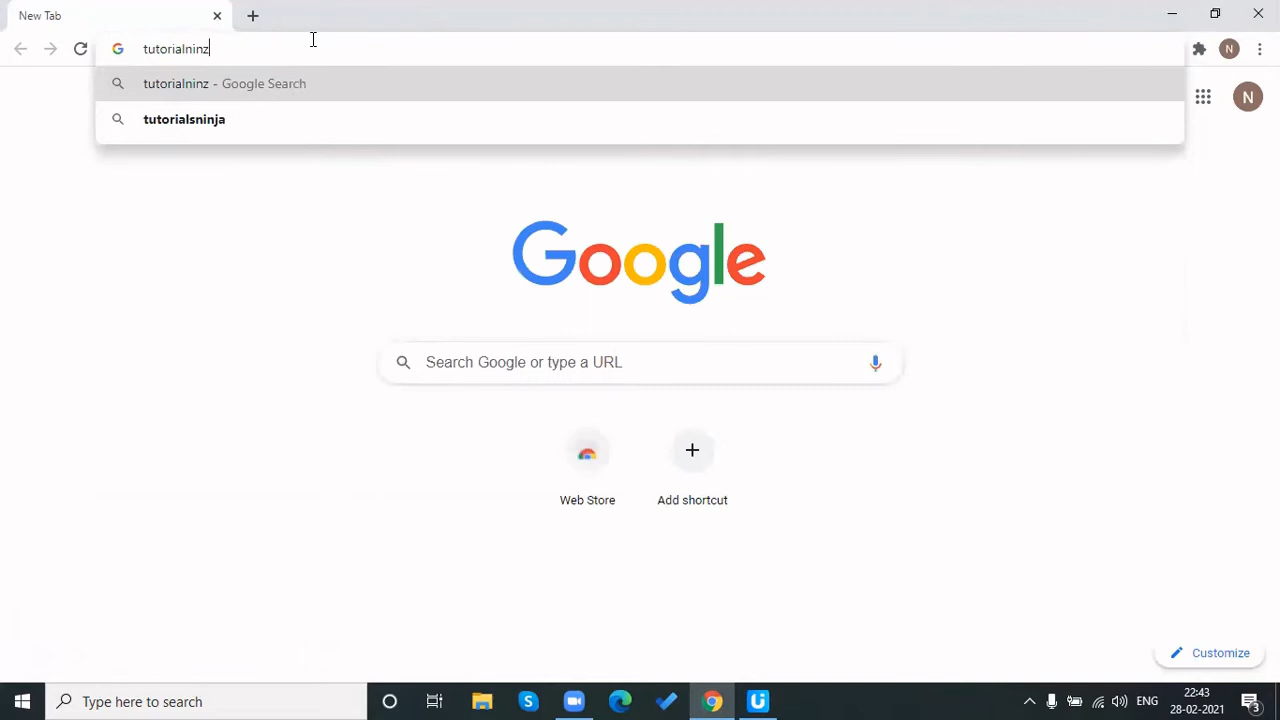 New Tab
tutorialninz
N
tutorialninz - Google Search
N
tutorialsninja
Google
Search Google or type a URL
Web Store
Add shortcut
Customize
Type here to search
ENG
22:43
28-02-2021
3